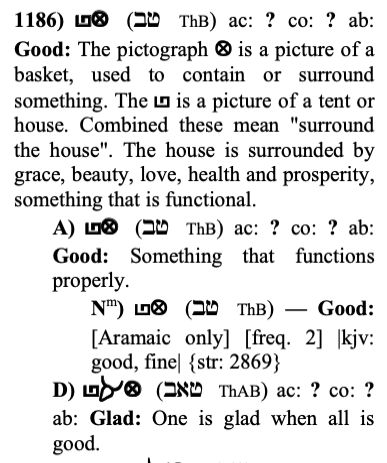 1186) ⊗ (טב ThB) ac: ? co: ? ab:
Good: The pictograph ⊗ is a picture of a
basket, used to contain or surround
something. The is a picture of a tent or
house. Combined these mean "surround
the house". The house is surrounded by
grace, beauty, love, health and prosperity,
something that is functional.
A) ⊗ (טב ThB) ac: ? co: ? ab:
Good: Something that functions
properly.
Nm) ⊗ (טב ThB) — Good:
[Aramaic only] [freq. 2] |kjv:
good, fine| {str: 2869}
D) ⊗ (טאב ThAB) ac: ? co: ?
ab: Glad: One is glad when all is
good.